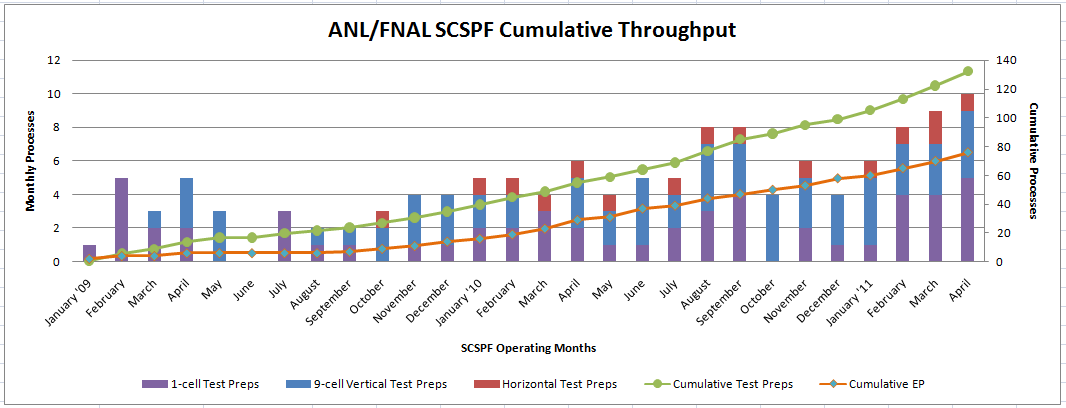 ANL/FNAL SCSPF Cumulative Throughput
12
10
8
6
4
2
0
140
120
100
80
60
40
20
0
Monthly Processes
Cumulative Processes
January '09
February
March
April
May
June
July
August
September
October
November
December
January '10
February
March
April
May
June
July
August
September
October
November
December
January '11
February
March
April
SCSPF Operating Months
1-cell Test Preps
9-cell Vertical Test Preps
Horizontal Test Preps
Cumulative Test Preps
Cumulative EP